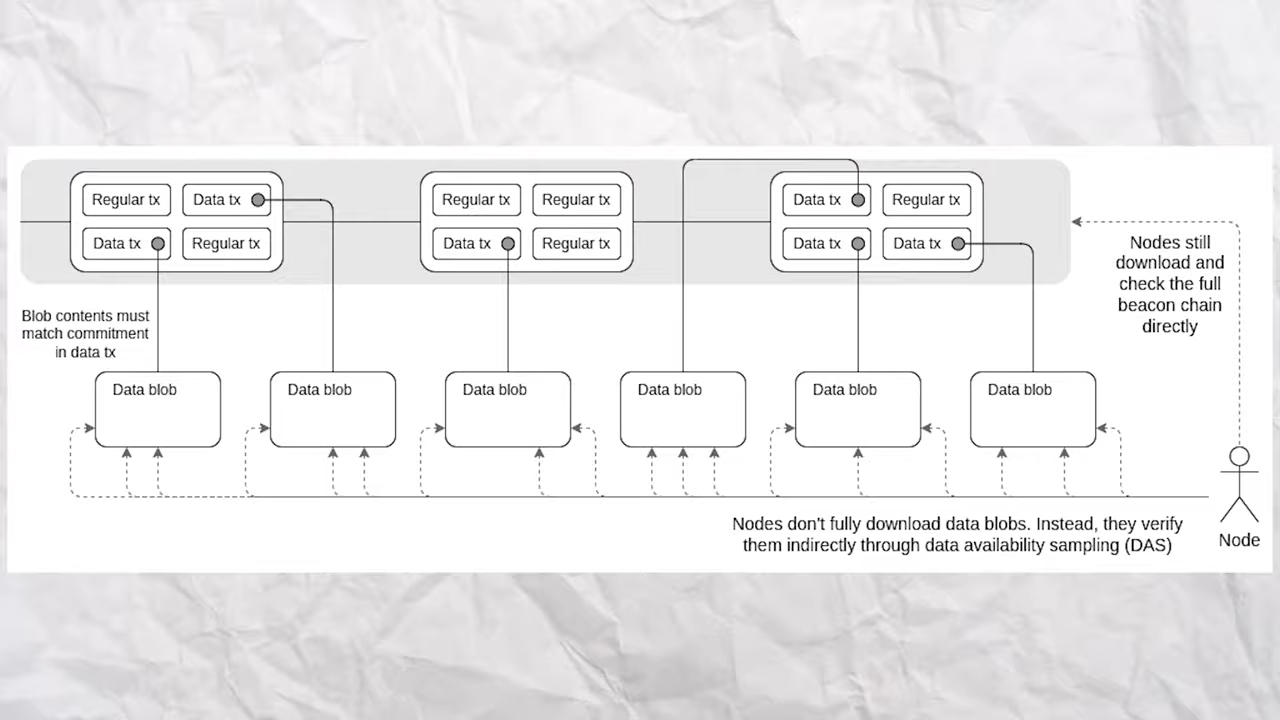 Regular tx
Data tx
Data tx
Regular tx
Regular tx
Regular tx
Data tx
Regular tx
Data tx
Regular tx
Data tx
Data tx
Nodes still
download and
check the full
beacon chain
directly
Blob contents must
match commitment
in data tx
Data blob
Data blob
Data blob
Data blob
Data blob
Data blob
Nodes don't fully download data blobs. Instead, they verify
them indirectly through data availability sampling (DAS)
Node